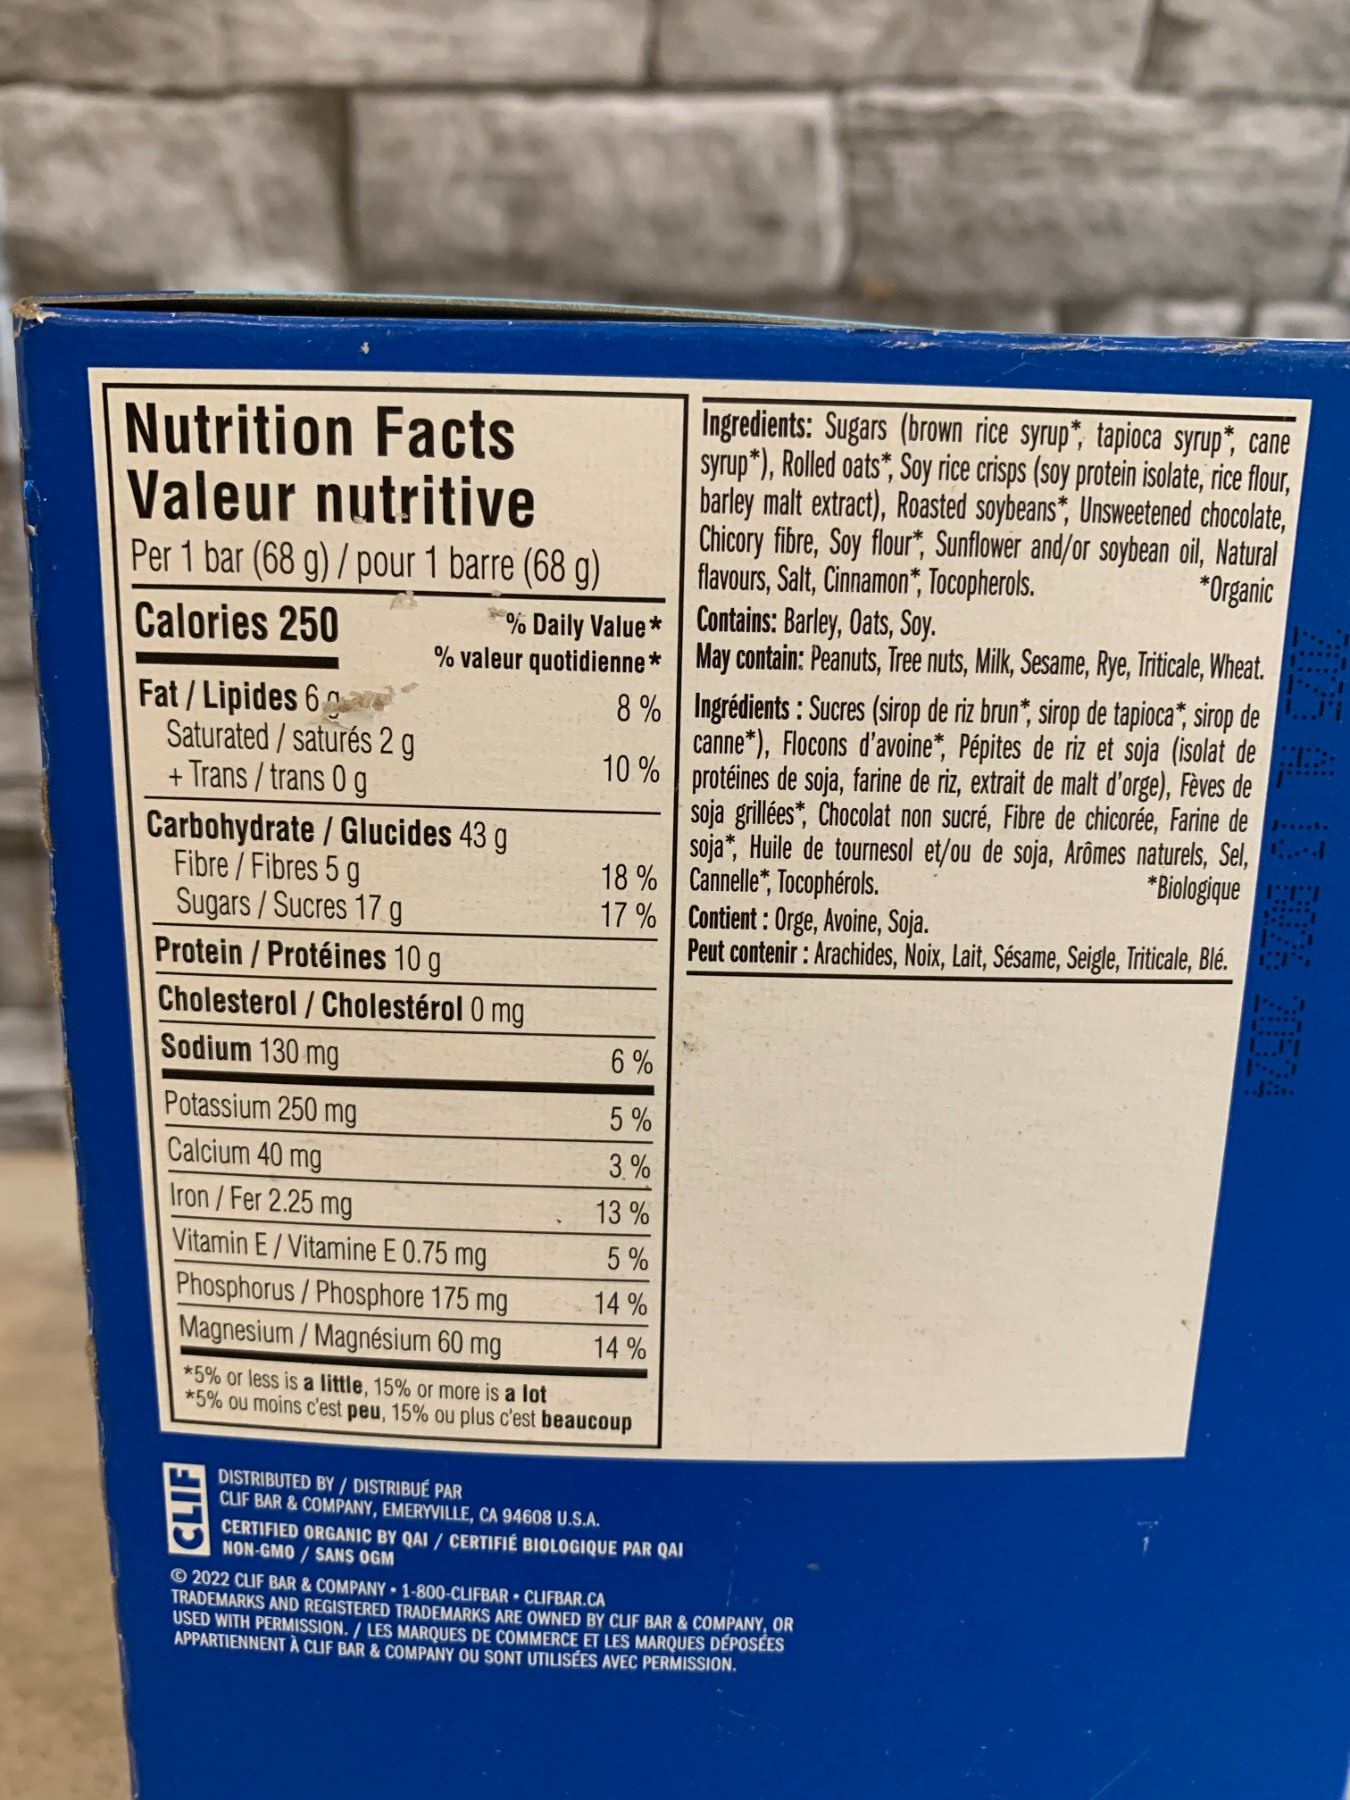 Nutrition Facts
Valeur nutritive
Per 1 bar (68 g) / pour 1 barre (68 g)
Calories 250
% Daily Value*
% valeur quotidienne*
Fat / Lipides 6 g 8 %
Saturated / saturés 2 g
+ Trans / trans 0 g 10 %
Carbohydrate / Glucides 43 g
Fibre / Fibres 5 g 18 %
Sugars / Sucres 17 g 17 %
Protein / Protéines 10 g
Cholesterol / Cholestérol 0 mg
Sodium 130 mg 6 %
Potassium 250 mg 5 %
Calcium 40 mg 3 %
Iron / Fer 2.25 mg 13 %
Vitamin E / Vitamine E 0.75 mg 5 %
Phosphorus / Phosphore 175 mg 14 %
Magnesium / Magnésium 60 mg 14 %
*5% or less is a little, 15% or more is a lot
*5% ou moins c'est peu, 15% ou plus c'est beaucoup
Ingredients: Sugars (brown rice syrup*, tapioca syrup*, cane
syrup*), Rolled oats*, Soy rice crisps (soy protein isolate, rice flour,
barley malt extract), Roasted soybeans*, Unsweetened chocolate,
Chicory fibre, Soy flour*, Sunflower and/or soybean oil, Natural
flavours, Salt, Cinnamon*, Tocopherols. *Organic
Contains: Barley, Oats, Soy.
May contain: Peanuts, Tree nuts, Milk, Sesame, Rye, Triticale, Wheat.
Ingrédients : Sucres (sirop de riz brun*, sirop de tapioca*, sirop de
canne*), Flocons d'avoine*, Pépites de riz et soja (isolat de
protéines de soja, farine de riz, extrait de malt d'orge), Fèves de
soja grillées*, Chocolat non sucré, Fibre de chicorée, Farine de
soja*, Huile de tournesol et/ou de soja, Arômes naturels, Sel,
Cannelle*, Tocophérols. *Biologique
Contient : Orge, Avoine, Soja.
Peut contenir : Arachides, Noix, Lait, Sésame, Seigle, Triticale, Blé.
CLIF
DISTRIBUTED BY / DISTRIBUÉ PAR
CLIF BAR & COMPANY, EMERYVILLE, CA 94608 U.S.A.
CERTIFIED ORGANIC BY QAI / CERTIFIÉ BIOLOGIQUE PAR QAI
NON-GMO / SANS OGM
© 2022 CLIF BAR & COMPANY • 1-800-CLIFBAR • CLIFBAR.CA
TRADEMARKS AND REGISTERED TRADEMARKS ARE OWNED BY CLIF BAR & COMPANY, OR
USED WITH PERMISSION. / LES MARQUES DE COMMERCE ET LES MARQUES DÉPOSÉES
APPARTIENNENT À CLIF BAR & COMPANY OU SONT UTILISÉES AVEC PERMISSION.